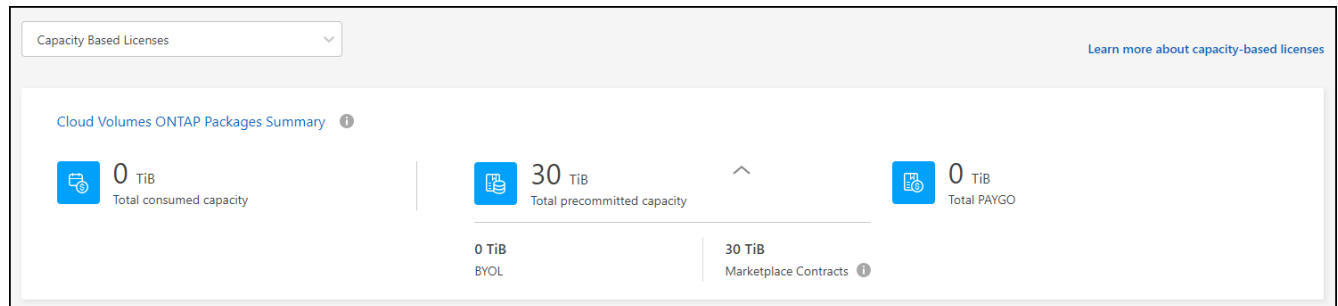 Capacity Based Licenses
Learn more about capacity-based licenses
Cloud Volumes ONTAP Packages Summary
0 TiB
Total consumed capacity
30 TiB
Total precommitted capacity
0 TiB
Total PAYGO
0 TiB
BYOL
30 TiB
Marketplace Contracts